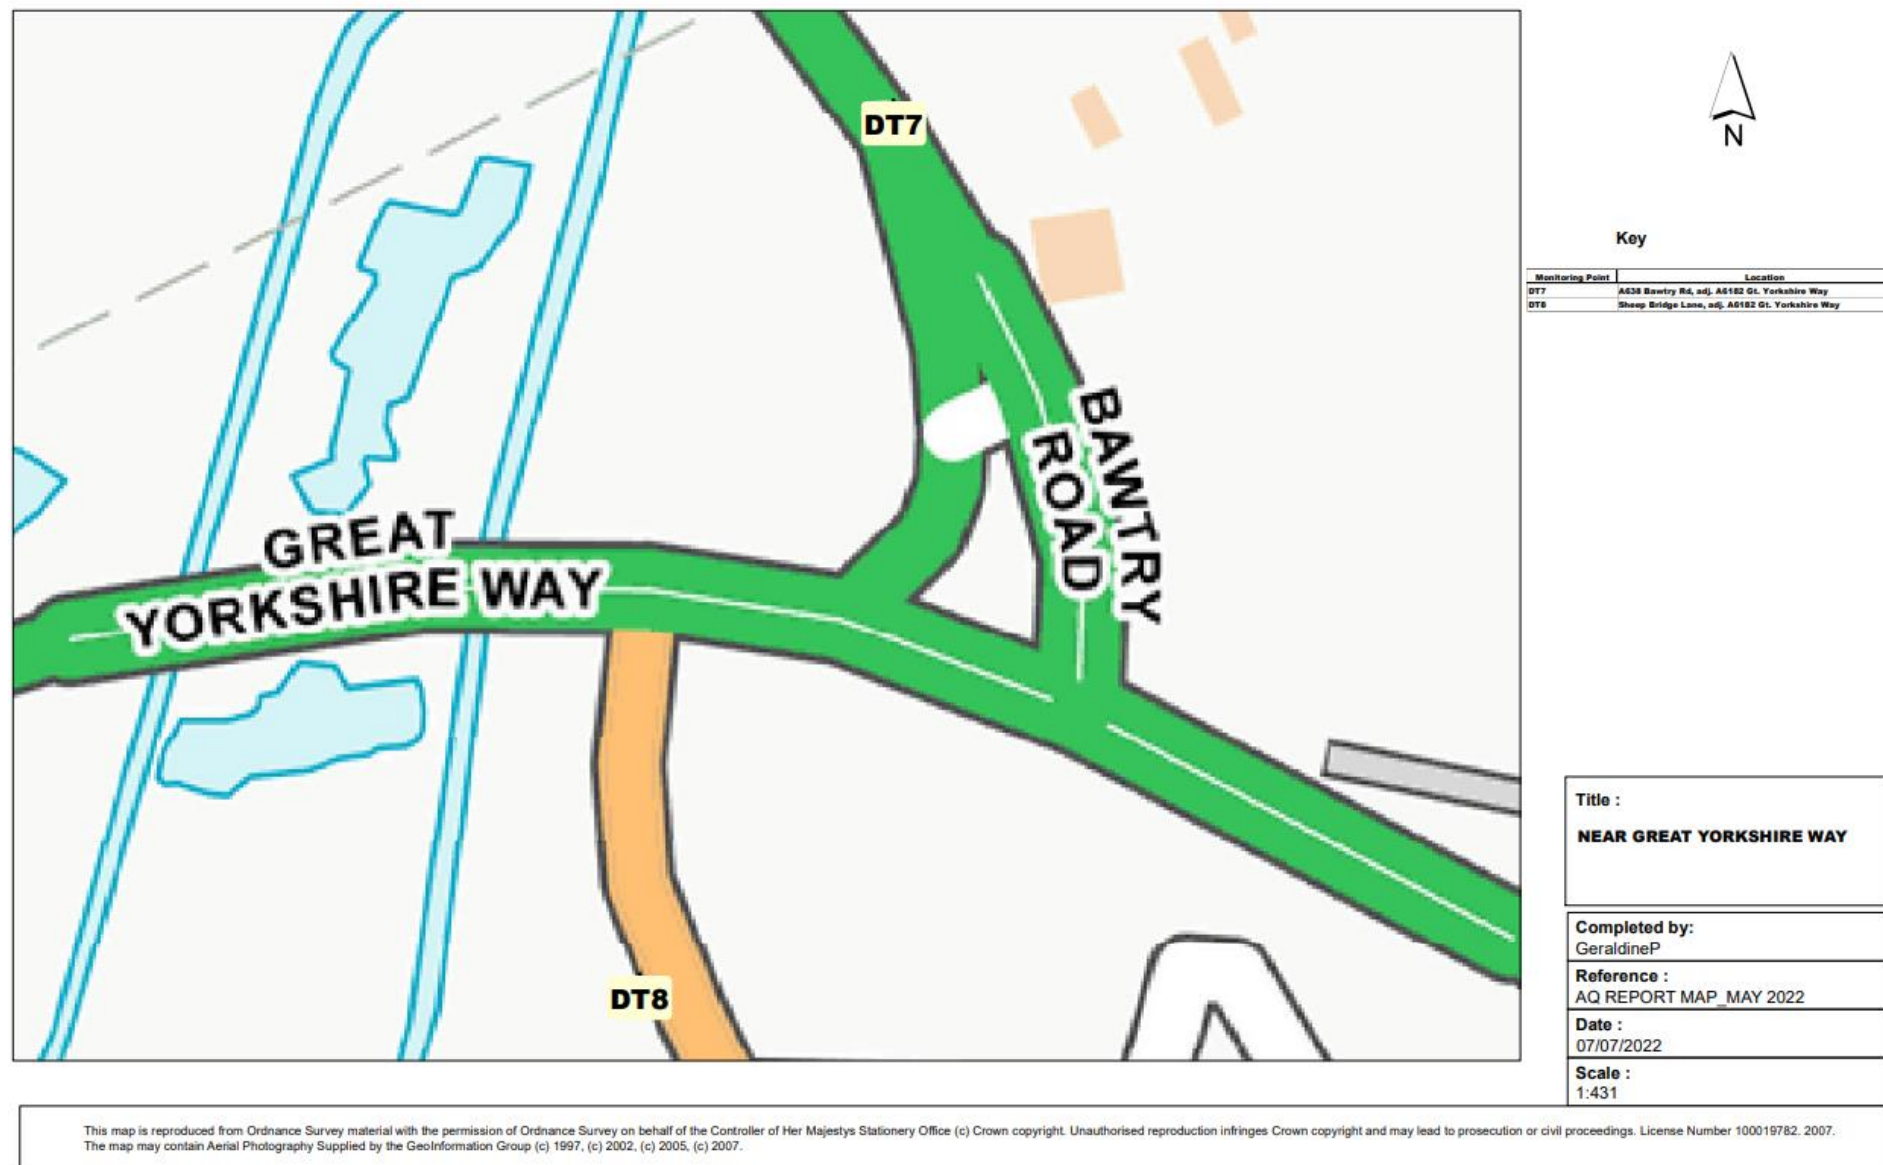 DT7
BAWTRY
ROAD
GREAT
YORKSHIRE WAY
DT8
N
Key
Monitoring Point Location
DT7 A638 Bawtry Rd, adj. A6182 Gt. Yorkshire Way
DT8 Sheep Bridge Lane, adj. A6182 Gt. Yorkshire Way
Title :
NEAR GREAT YORKSHIRE WAY
Completed by:
GeraldineP
Reference :
AQ REPORT MAP_MAY 2022
Date :
07/07/2022
Scale :
1:431
This map is reproduced from Ordnance Survey material with the permission of Ordnance Survey on behalf of the Controller of Her Majestys Stationery Office (c) Crown copyright. Unauthorised reproduction infringes Crown copyright and may lead to prosecution or civil proceedings. License Number 100019782. 2007.
The map may contain Aerial Photography Supplied by the GeoInformation Group (c) 1997, (c) 2002, (c) 2005, (c) 2007.